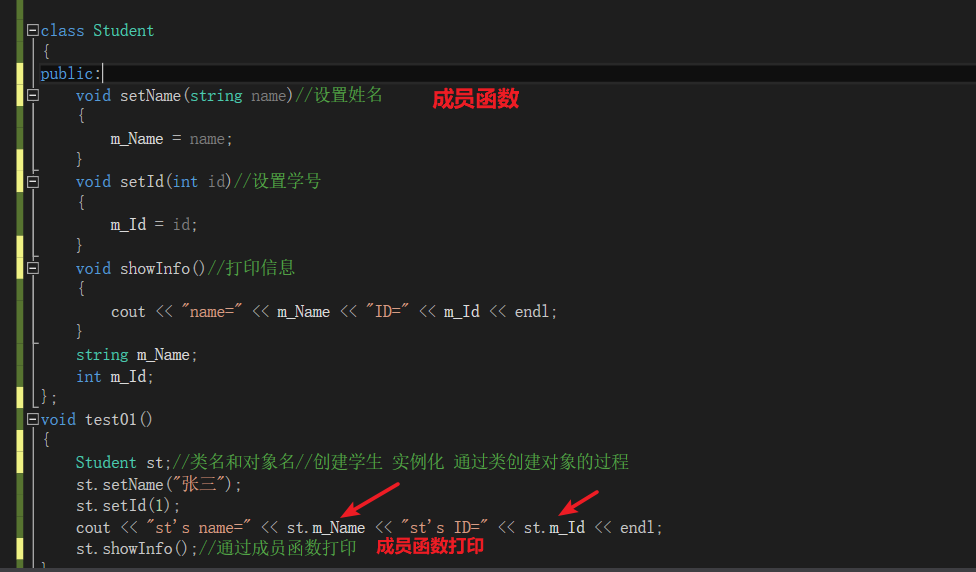 class Student
{
public:
void setName(string name)//设置姓名 成员函数
{
m_Name = name;
}
void setId(int id)//设置学号
{
m_Id = id;
}
void showInfo()//打印信息
{
cout << "name=" << m_Name << "ID=" << m_Id << endl;
}
string m_Name;
int m_Id;
};
void test01()
{
Student st;//类名和对象名//创建学生 实例化 通过类创建对象的过程
st.setName("张三");
st.setId(1);
cout << "st's name=" << st.m_Name << "st's ID=" << st.m_Id << endl;
st.showInfo();//通过成员函数打印 成员函数打印
}